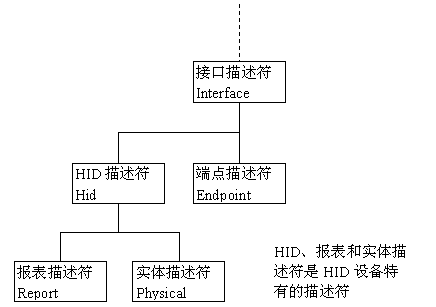 接口描述符
Interface
HID 描述符
Hid
端点描述符
Endpoint
报表描述符
Report
实体描述符
Physical
HID、报表和实体描
述符是 HID 设备特
有的描述符